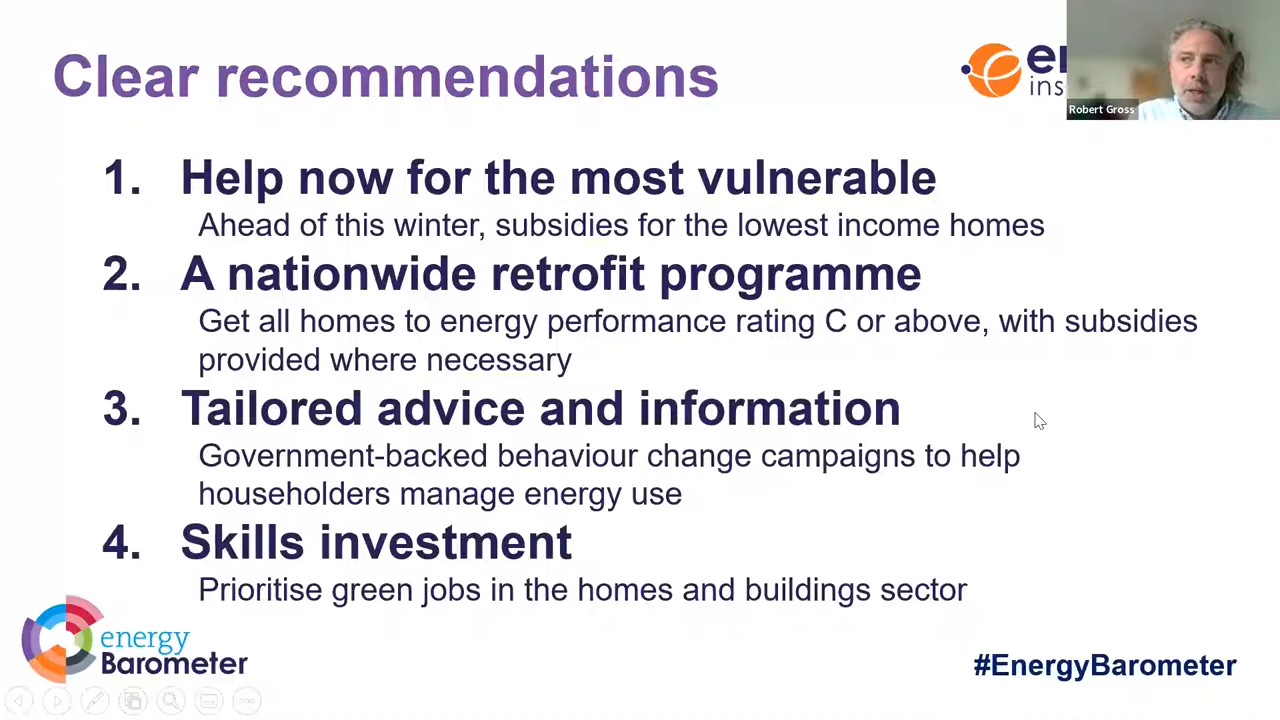 Clear recommendations
Robert Gross
1. Help now for the most vulnerable
Ahead of this winter, subsidies for the lowest income homes
2. A nationwide retrofit programme
Get all homes to energy performance rating C or above, with subsidies
provided where necessary
3. Tailored advice and information
Government-backed behaviour change campaigns to help
householders manage energy use
4. Skills investment
Prioritise green jobs in the homes and buildings sector
energy
Barometer
#EnergyBarometer